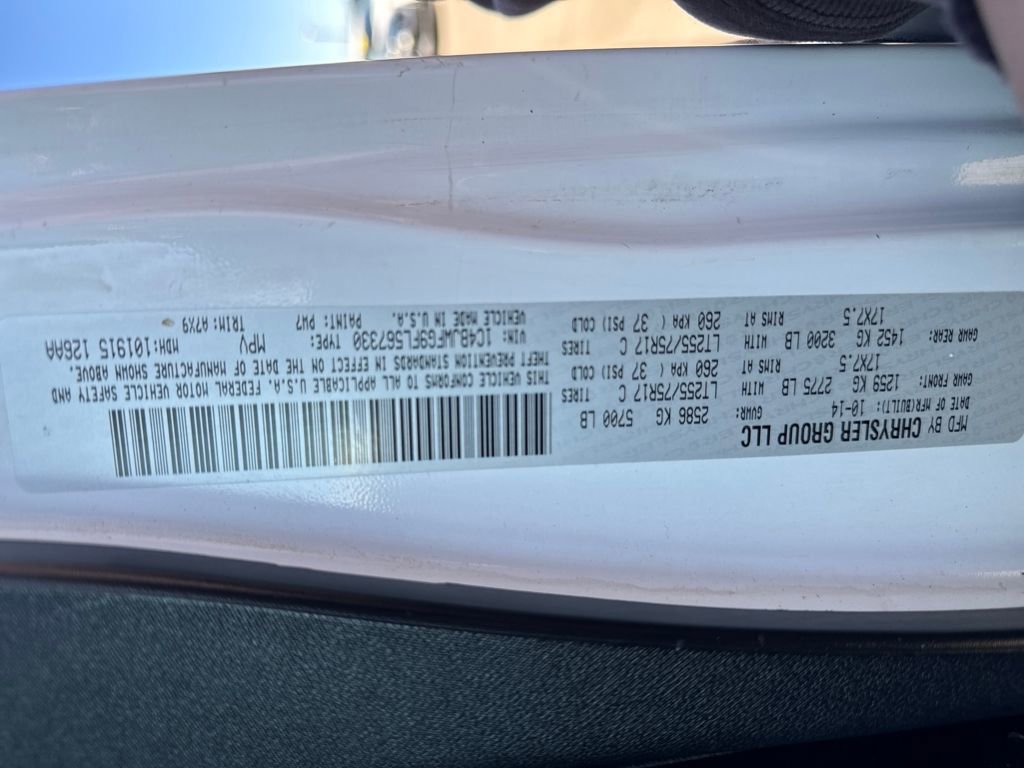 MFD BY CHRYSLER GROUP LLC
DATE OF MFR(BUILT): 10-14 GVWR: 2586 KG 5700 LB
GAWR FRONT: 1259 KG 2775 LB WITH LT255/75R17 C TIRES
17X7.5 RIMS AT 260 KPA( 37 PSI) COLD
GAWR REAR: 1452 KG 3200 LB WITH LT255/75R17 C TIRES
17X7.5 RIMS AT 260 KPA( 37 PSI) COLD
THIS VEHICLE CONFORMS TO ALL APPLICABLE U.S.A. FEDERAL MOTOR VEHICLE SAFETY AND
THEFT PREVENTION STANDARDS IN EFFECT ON THE DATE OF MANUFACTURE SHOWN ABOVE.
VIN: 1C4BJWFG6FL567330 TYPE: MPV MDH:101915 126AA
VEHICLE MADE IN U.S.A. PAINT: PW7 TRIM: A7X9